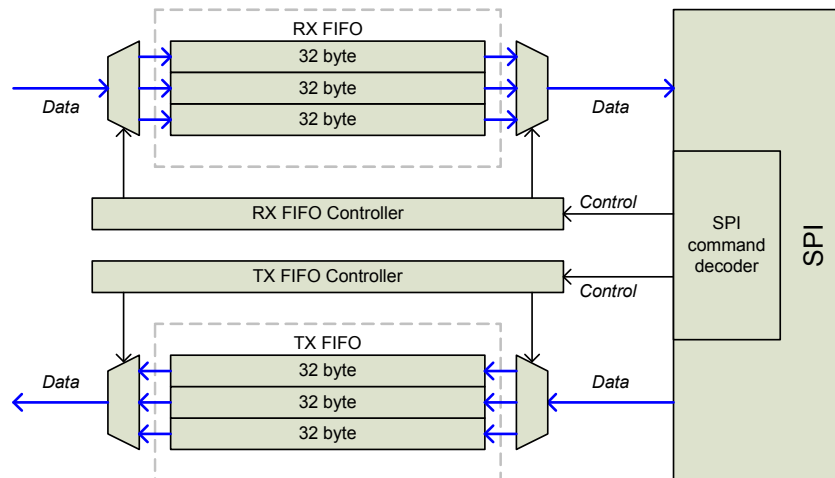 RX FIFO
32 byte
32 byte
32 byte
Data
Data
RX FIFO Controller
Control
SPI
command
decoder
SPI
TX FIFO Controller
Control
TX FIFO
32 byte
32 byte
32 byte
Data
Data